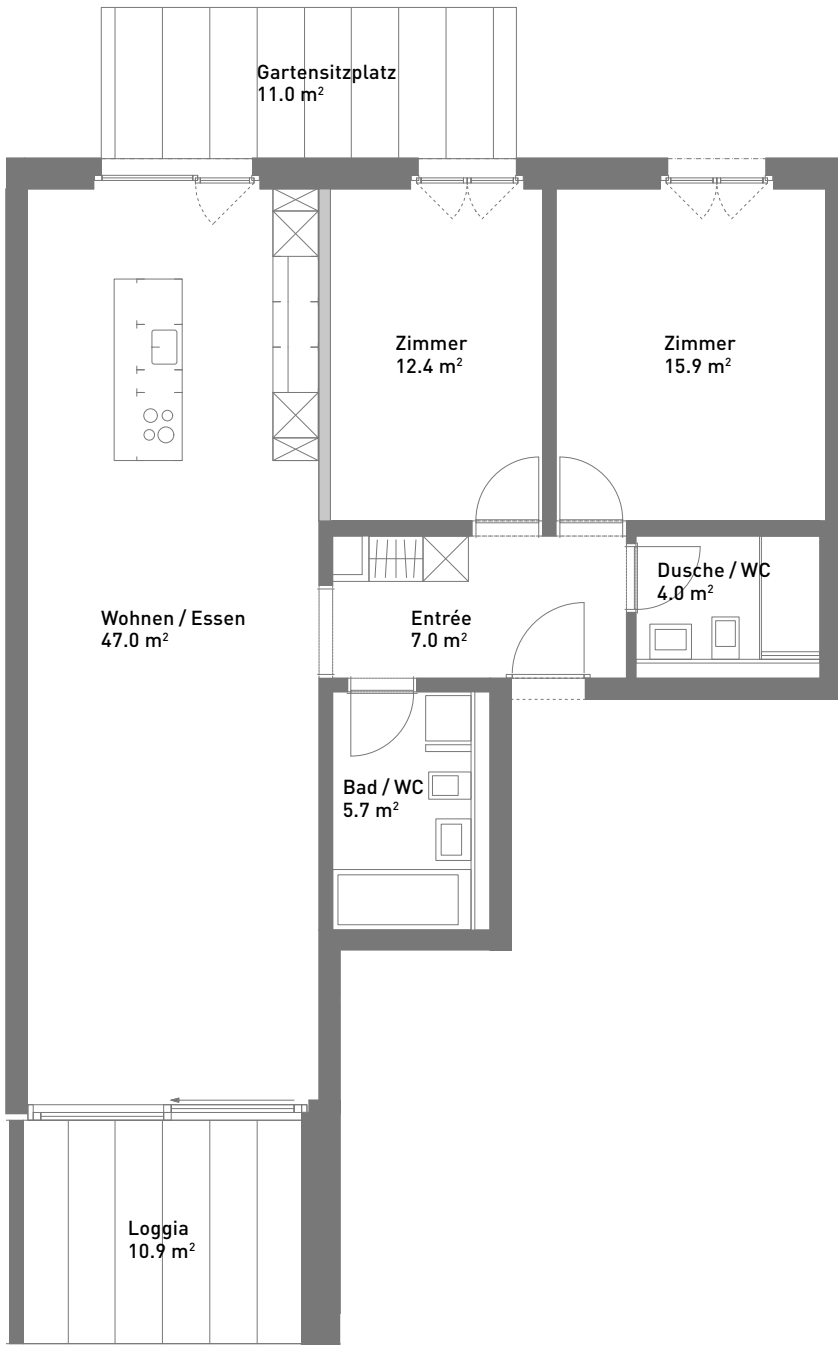 Gartensitzplatz
11.0 m²
Zimmer
12.4 m²
Zimmer
15.9 m²
Wohnen / Essen
47.0 m²
Entrée
7.0 m²
Dusche / WC
4.0 m²
Bad / WC
5.7 m²
Loggia
10.9 m²